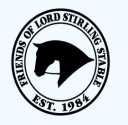 FRIENDS OF LORD STIRLING STABLE
EST. 1984